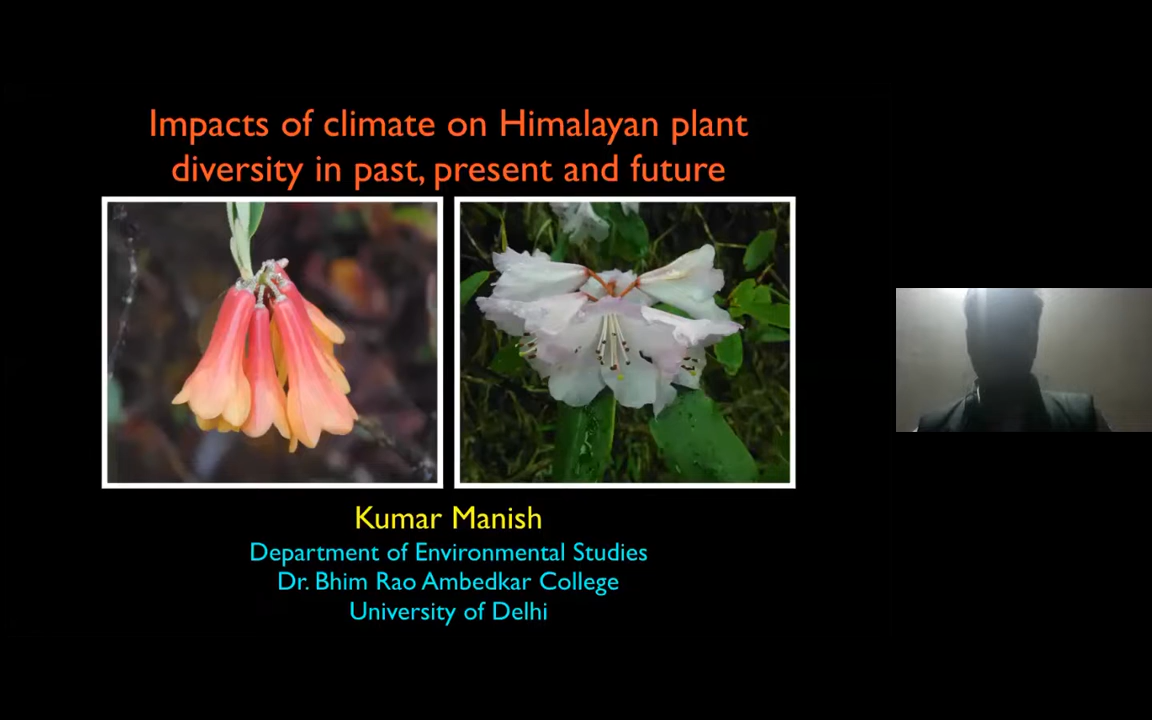 Impacts of climate on Himalayan plant
diversity in past, present and future
Kumar Manish
Department of Environmental Studies
Dr. Bhim Rao Ambedkar College
University of Delhi